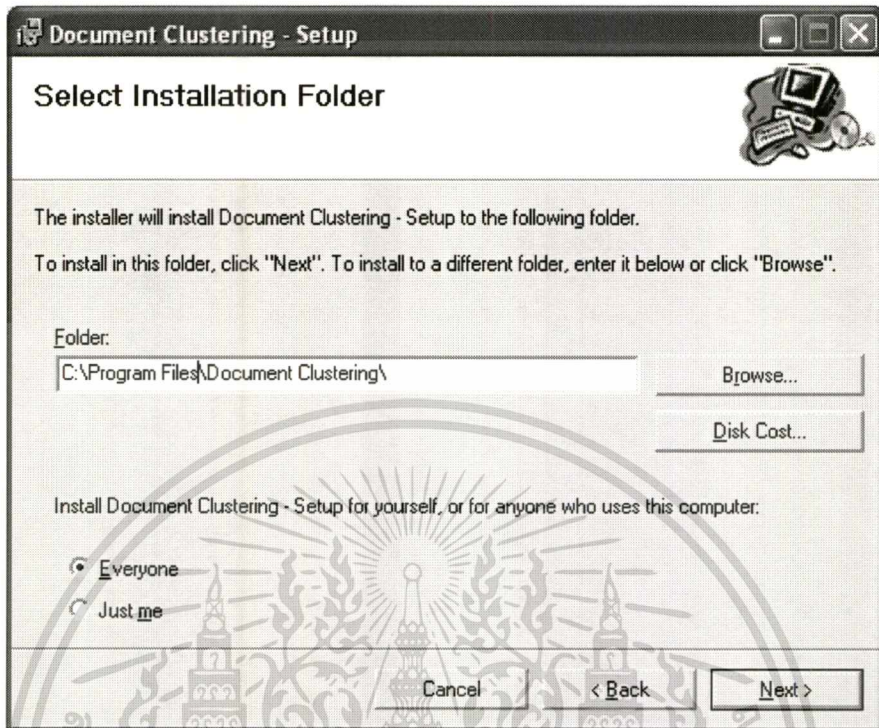 Document Clustering - Setup
Select Installation Folder
The installer will install Document Clustering - Setup to the following folder.
To install in this folder, click "Next". To install to a different folder, enter it below or click "Browse".
Folder:
C:\Program Files\Document Clustering\
Browse...
Disk Cost...
Install Document Clustering - Setup for yourself, or for anyone who uses this computer:
Everyone
Just me
Cancel
< Back
Next >